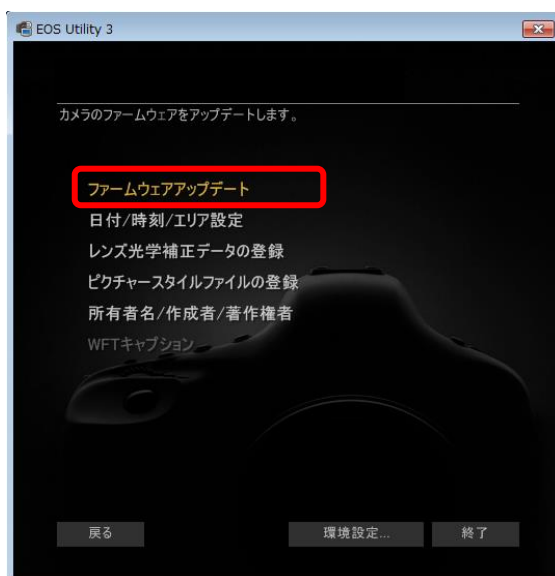 EOS Utility 3
カメラのファームウェアをアップデートします。
ファームウェアアップデート
日付/時刻/エリア設定
レンズ光学補正データの登録
ピクチャースタイルファイルの登録
所有者名/作成者/著作権者
WFTキャプション
戻る 環境設定... 終了